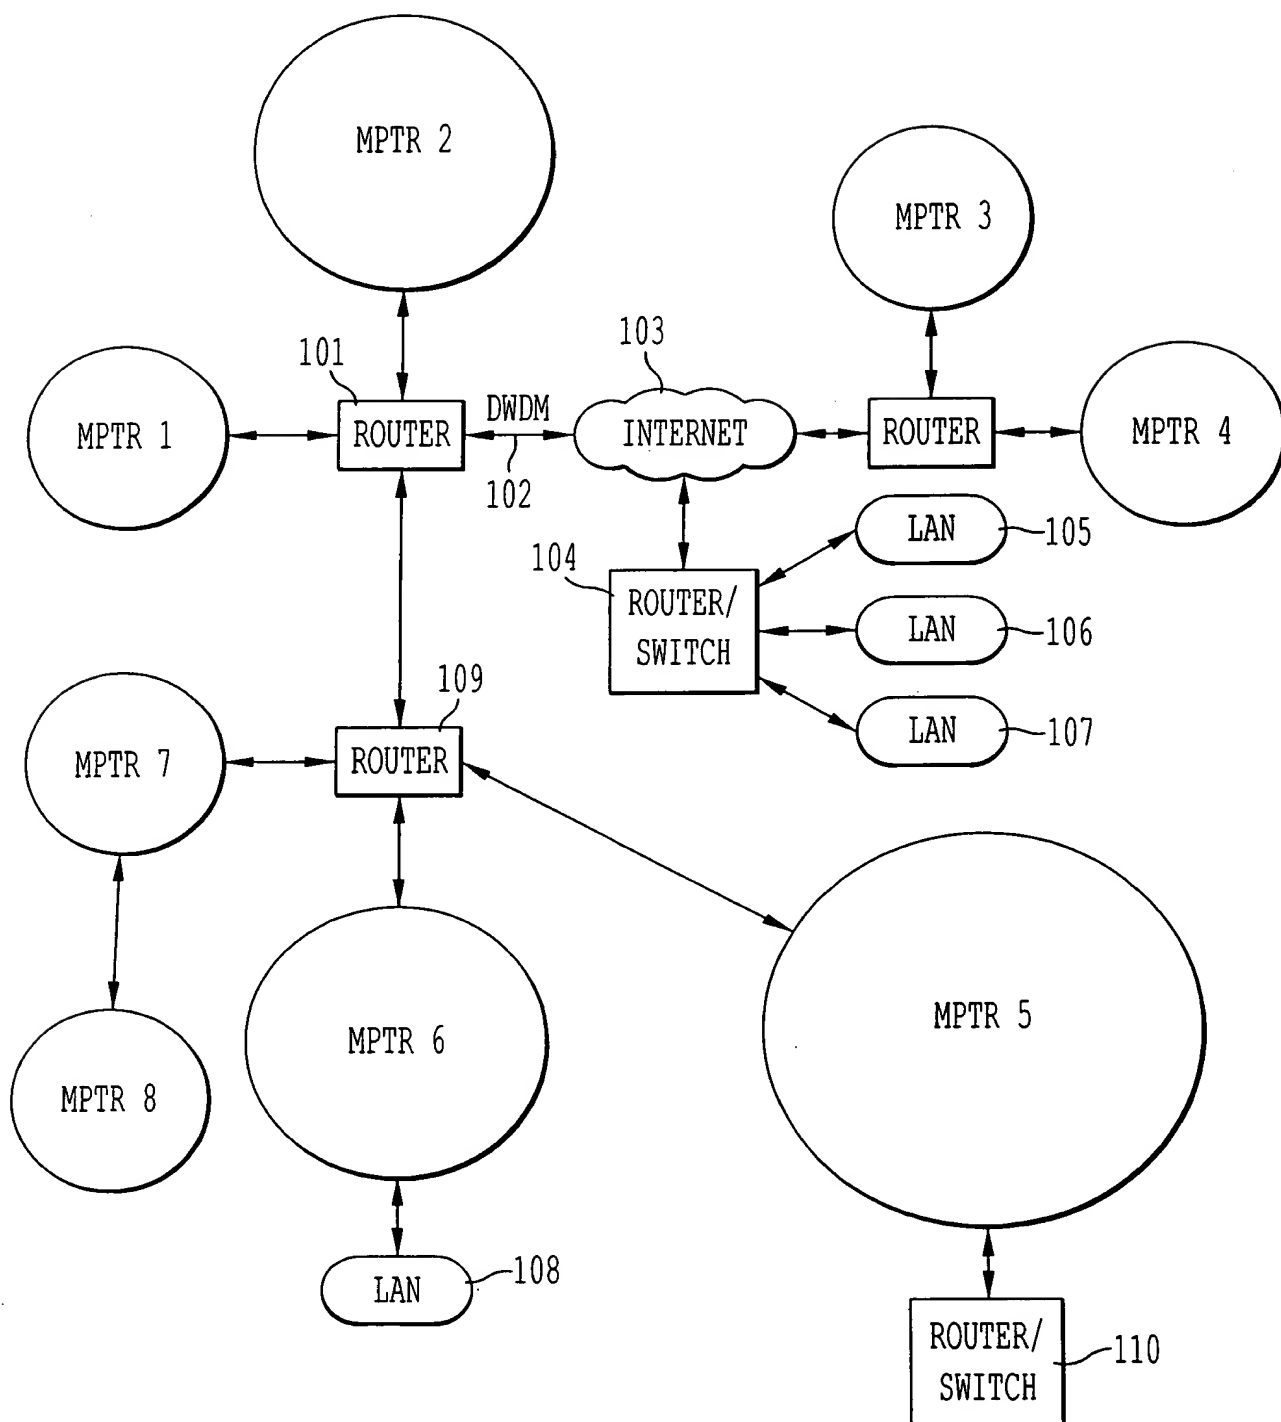 MPTR 2
MPTR 3
103
101
DWDM
MPTR 1
ROUTER
INTERNET
ROUTER
MPTR 4
102
LAN
105
104
ROUTER/
SWITCH
LAN
106
109
LAN
107
MPTR 7
ROUTER
MPTR 5
MPTR 6
MPTR 8
108
LAN
ROUTER/
SWITCH
110